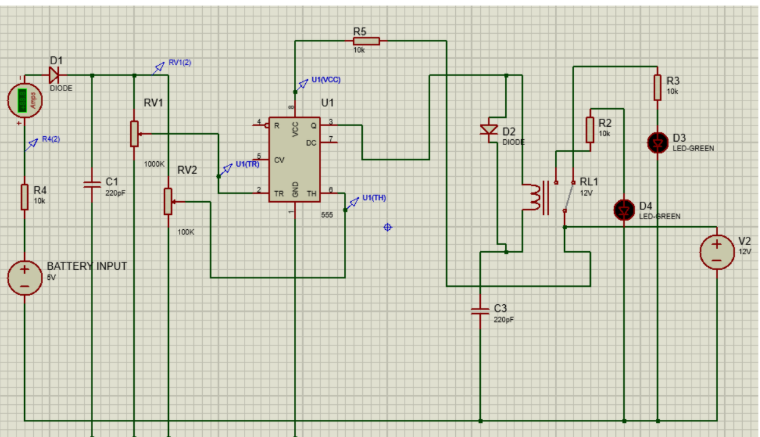 R5
10k
D1
DIODE
RV1(2)
U1(VCC)
Amps
RV1
U1
R3
10k
4
R
VCC
8
Q
3
DC
7
D2
DIODE
R2
10k
D3
LED-GREEN
R4(2)
1000K
U1(TR)
5
CV
RV2
C1
220pF
R4
10k
2
TR
GND
TH
6
1
555
U1(TH)
RL1
12V
D4
LED-GREEN
100K
V2
12V
BATTERY INPUT
5V
C3
220pF